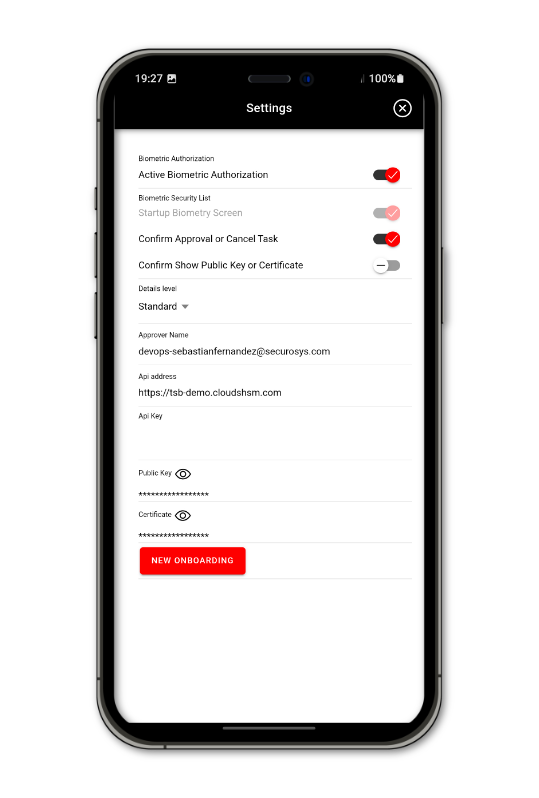 19:27
100%
Settings
Biometric Authorization
Active Biometric Authorization
Biometric Security List
Startup Biometry Screen
Confirm Approval or Cancel Task
Confirm Show Public Key or Certificate
Details level
Standard
Approver Name
devops-sebastianfernandez@securosys.com
Api address
https://tsb-demo.cloudshsm.com
Api Key
Public Key
*****************
Certificate
*****************
NEW ONBOARDING